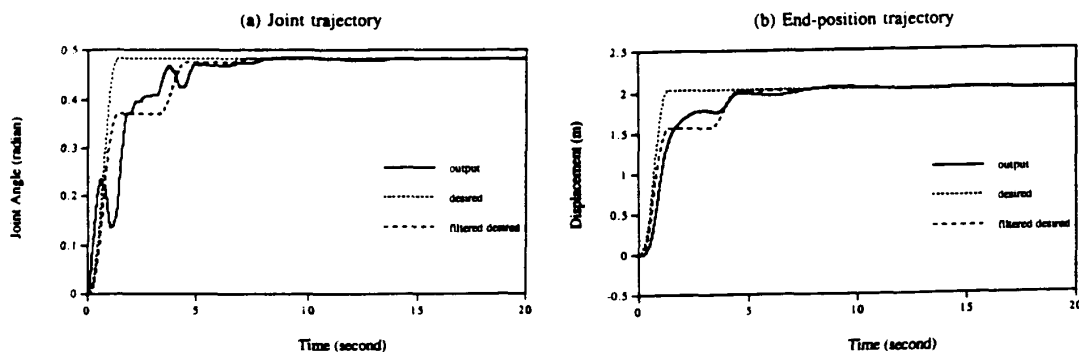 (a) Joint trajectory
0.5
0.4
0.3
0.2
0.1
0
Joint Angle (radian)
output
desired
filtered desired
0
5
10
15
20
Time (second)
(b) End-position trajectory
2.5
2
1.5
1
0.5
0
-0.5
Displacement (m)
output
desired
filtered desired
0
5
10
15
20
Time (second)